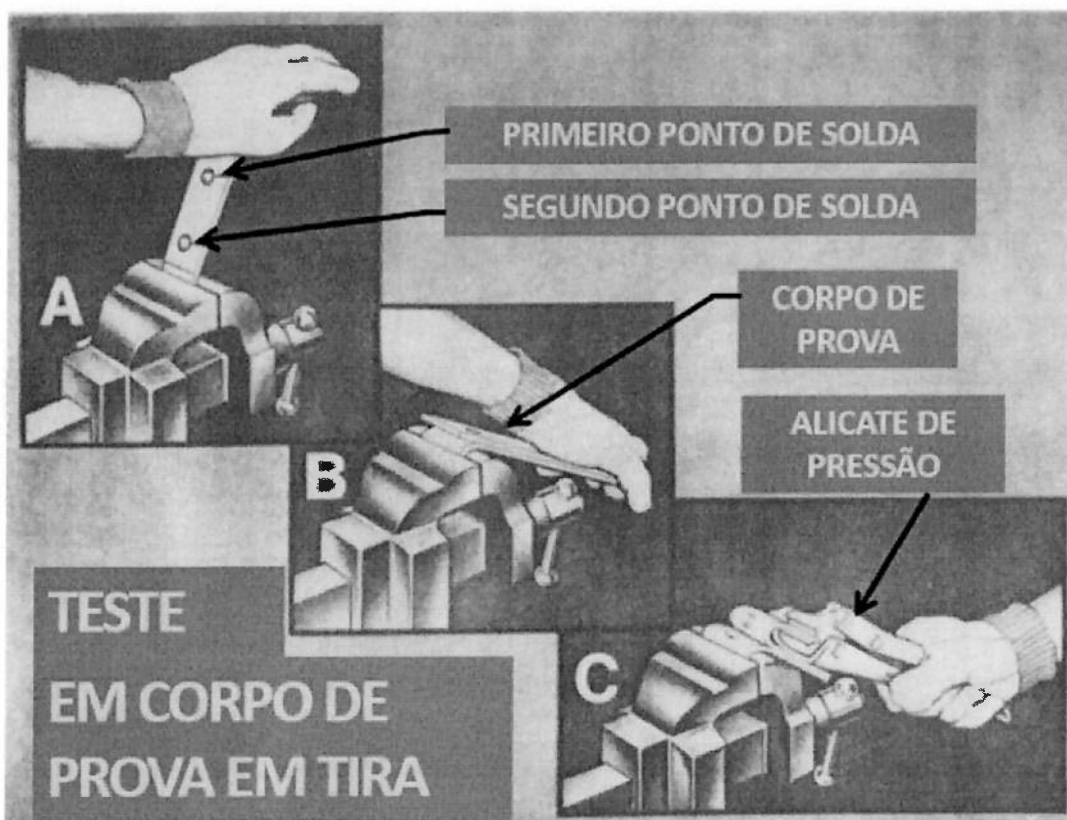 PRIMEIRO PONTO DE SOLDA
SEGUNDO PONTO DE SOLDA
A
CORPO DE
PROVA
ALICATE DE
PRESSÃO
B
C
TESTE
EM CORPO DE
PROVA EM TIRA